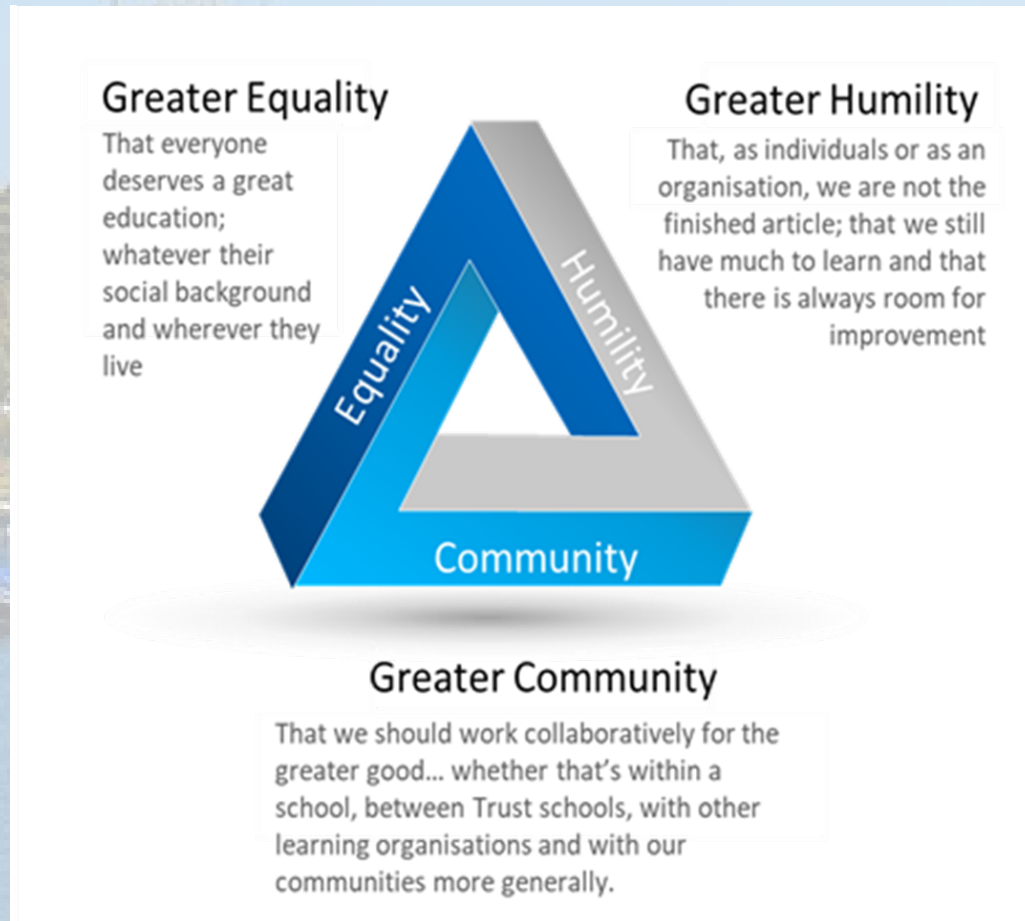 Greater Equality
That everyone
deserves a great
education;
whatever their
social background
and wherever they
live
Greater Humility
That, as individuals or as an
organisation, we are not the
finished article; that we still
have much to learn and that
there is always room for
improvement
Equality
Humility
Community
Greater Community
That we should work collaboratively for the
greater good... whether that's within a
school, between Trust schools, with other
learning organisations and with our
communities more generally.